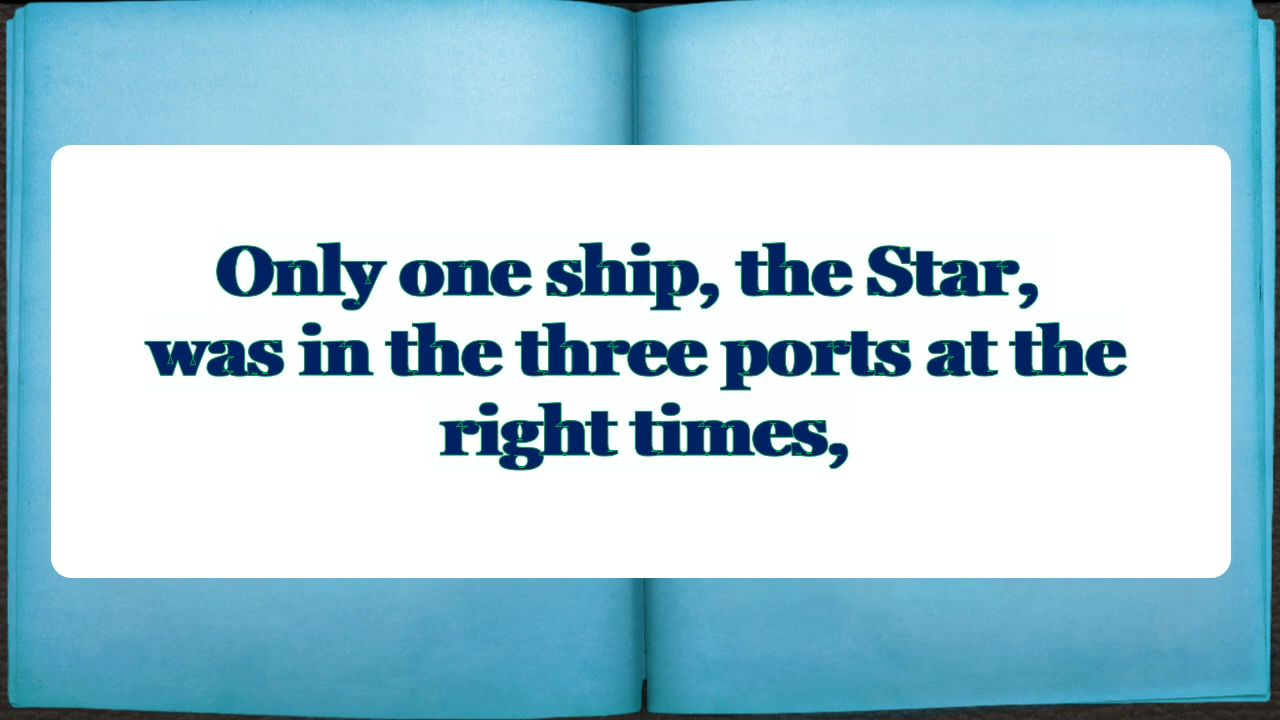 Only one ship, the Star,
was in the three ports at the
right times,